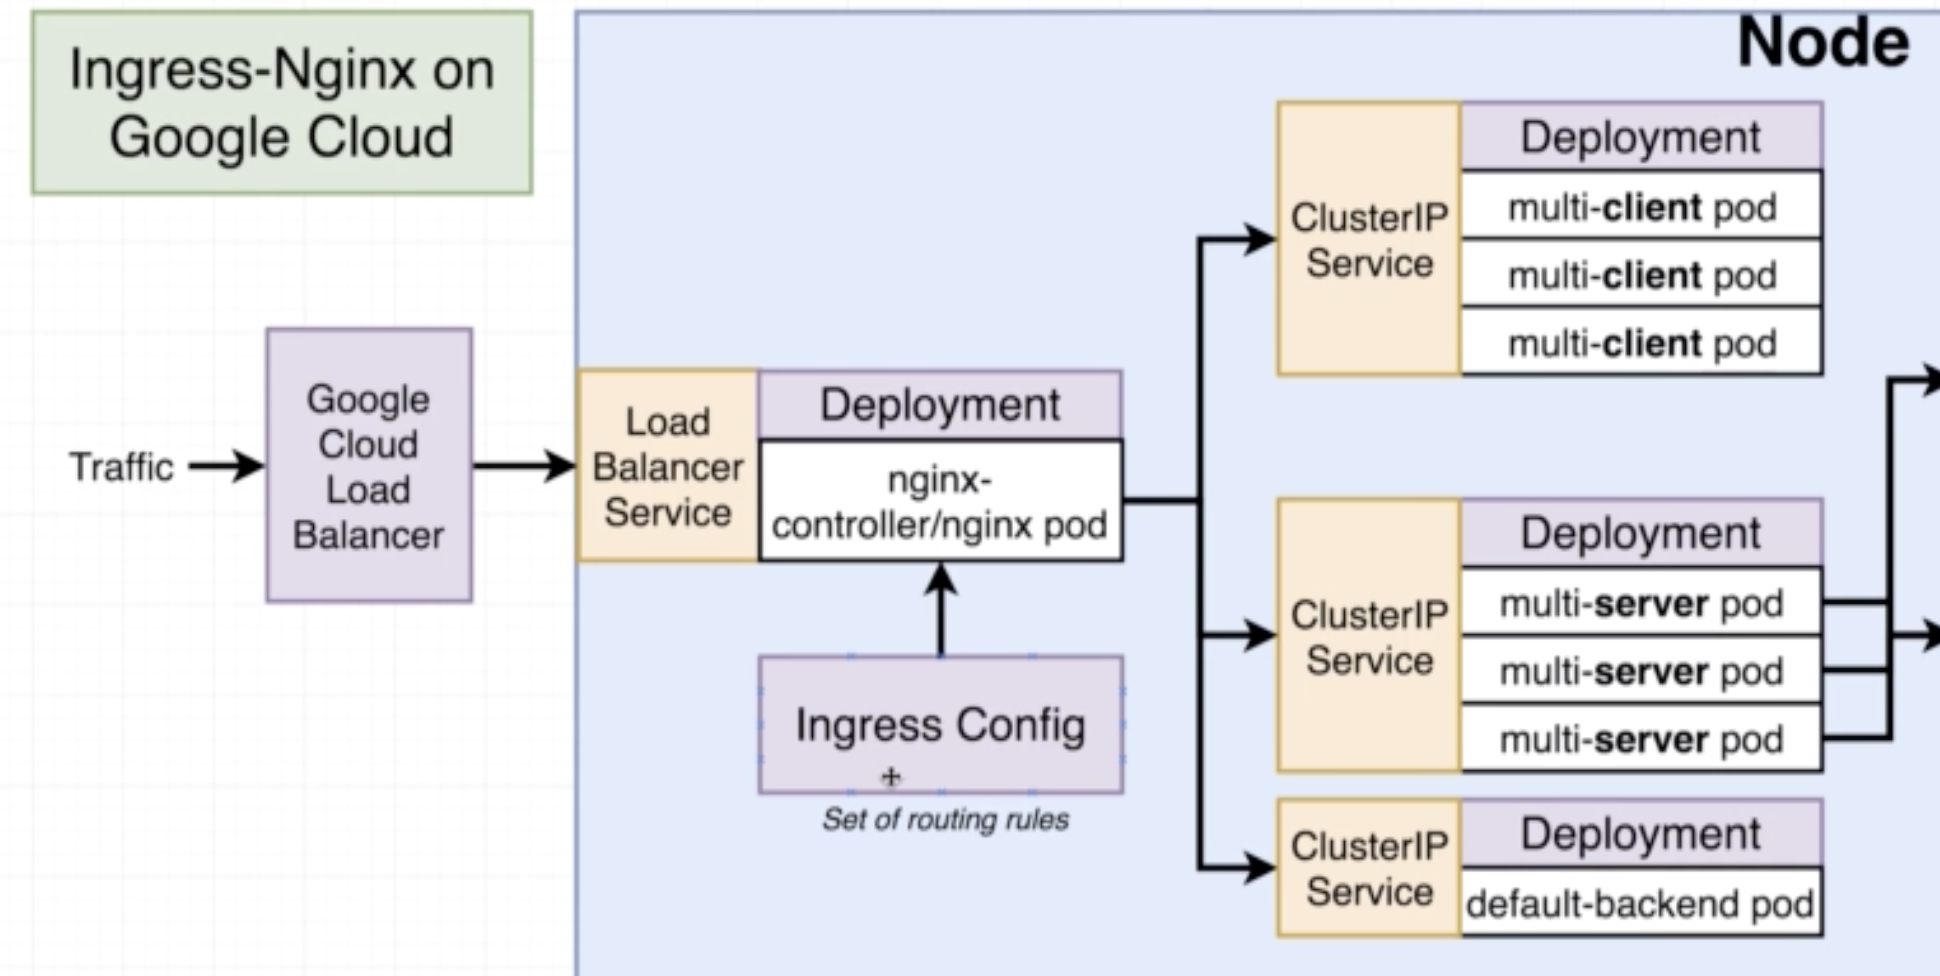 Ingress-Nginx on
Google Cloud
Node
Traffic
Google
Cloud
Load
Balancer
Load
Balancer
Service
Deployment
nginx-
controller/nginx pod
Ingress Config
Set of routing rules
ClusterIP
Service
Deployment
multi-client pod
multi-client pod
multi-client pod
ClusterIP
Service
Deployment
multi-server pod
multi-server pod
multi-server pod
ClusterIP
Service
Deployment
default-backend pod